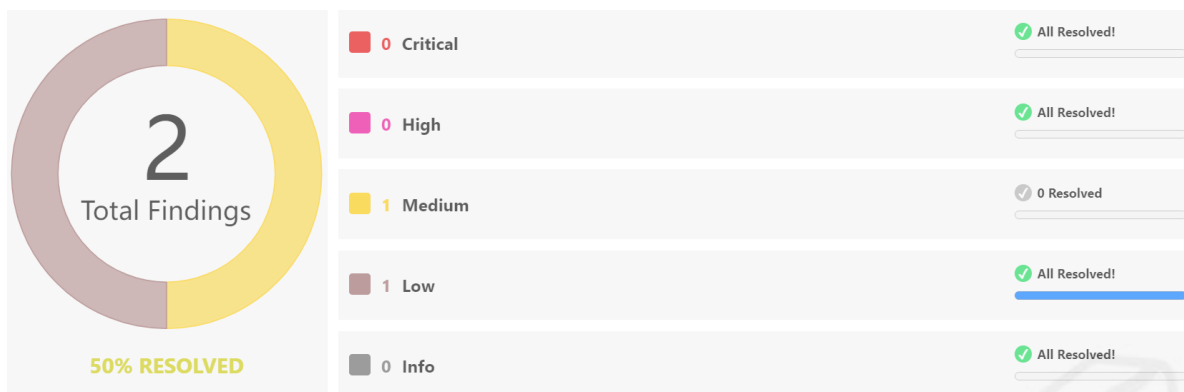 2
Total Findings
50% RESOLVED
0 Critical
All Resolved!
0 High
All Resolved!
1 Medium
0 Resolved
1 Low
All Resolved!
0 Info
All Resolved!